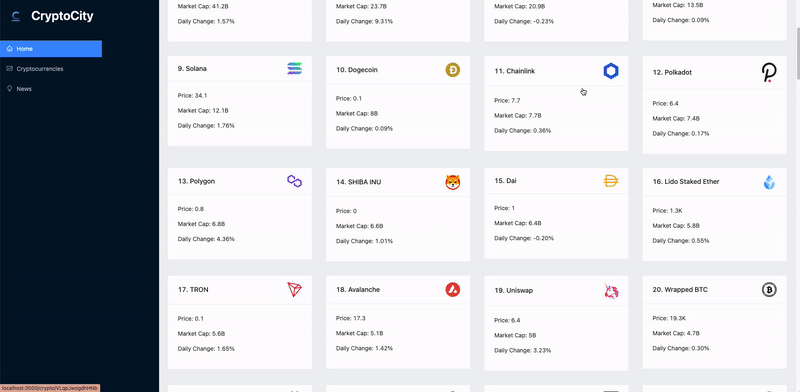 CryptoCity
Home
Cryptocurrencies
News
Market Cap: 41.2B
Daily Change: 1.57%
Market Cap: 23.7B
Daily Change: 9.31%
Market Cap: 20.9B
Daily Change: -0.23%
Market Cap: 13.5B
Daily Change: 0.09%
9. Solana
Price: 34.1
Market Cap: 12.1B
Daily Change: 1.76%
10. Dogecoin
Price: 0.1
Market Cap: 8B
Daily Change: 0.09%
11. Chainlink
Price: 7.7
Market Cap: 7.7B
Daily Change: 0.36%
12. Polkadot
Price: 6.4
Market Cap: 7.4B
Daily Change: 0.17%
13. Polygon
Price: 0.8
Market Cap: 6.8B
Daily Change: 4.36%
14. SHIBA INU
Price: 0
Market Cap: 6.6B
Daily Change: 1.01%
15. Dai
Price: 1
Market Cap: 6.4B
Daily Change: -0.20%
16. Lido Staked Ether
Price: 1.3K
Market Cap: 5.8B
Daily Change: 0.55%
17. TRON
Price: 0.1
Market Cap: 5.6B
Daily Change: 1.65%
18. Avalanche
Price: 17.3
Market Cap: 5.1B
Daily Change: 1.42%
19. Uniswap
Price: 6.4
Market Cap: 5B
Daily Change: 3.23%
20. Wrapped BTC
Price: 19.3K
Market Cap: 4.7B
Daily Change: 0.30%